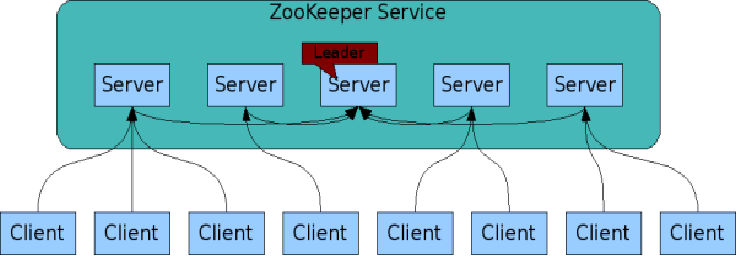 ZooKeeper Service
Leader
Server Server Server Server Server
Client Client Client Client Client Client Client Client